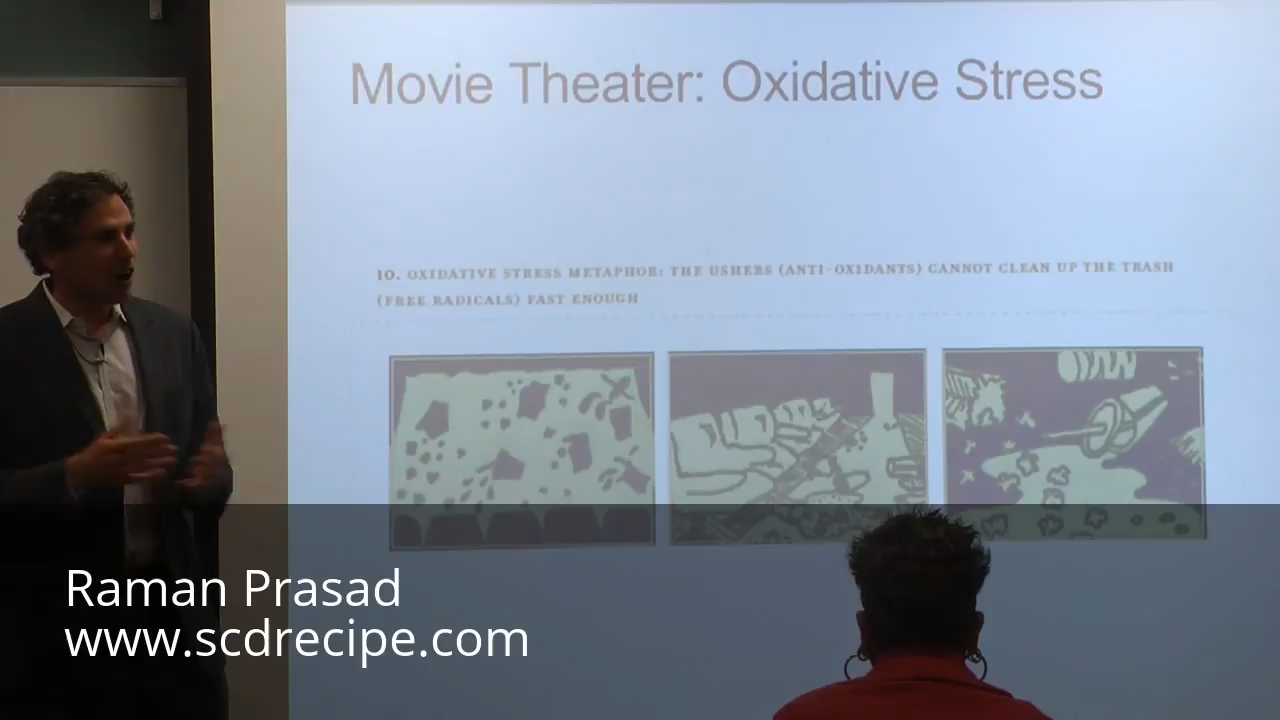 Movie Theater: Oxidative Stress
10. OXIDATIVE STRESS METAPHOR: THE USHERS (ANTI-OXIDANTS) CANNOT CLEAN UP THE TRASH
(FREE RADICALS) FAST ENOUGH
Raman Prasad
www.scdrecipe.com